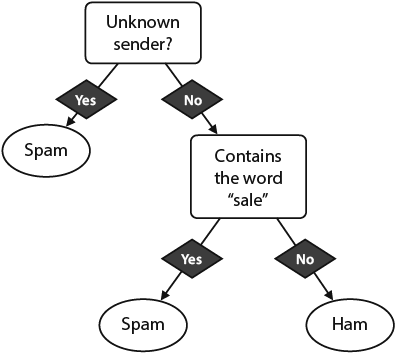 Unknown
sender?
Yes
No
Spam
Contains
the word
“sale”
Yes
No
Spam
Ham